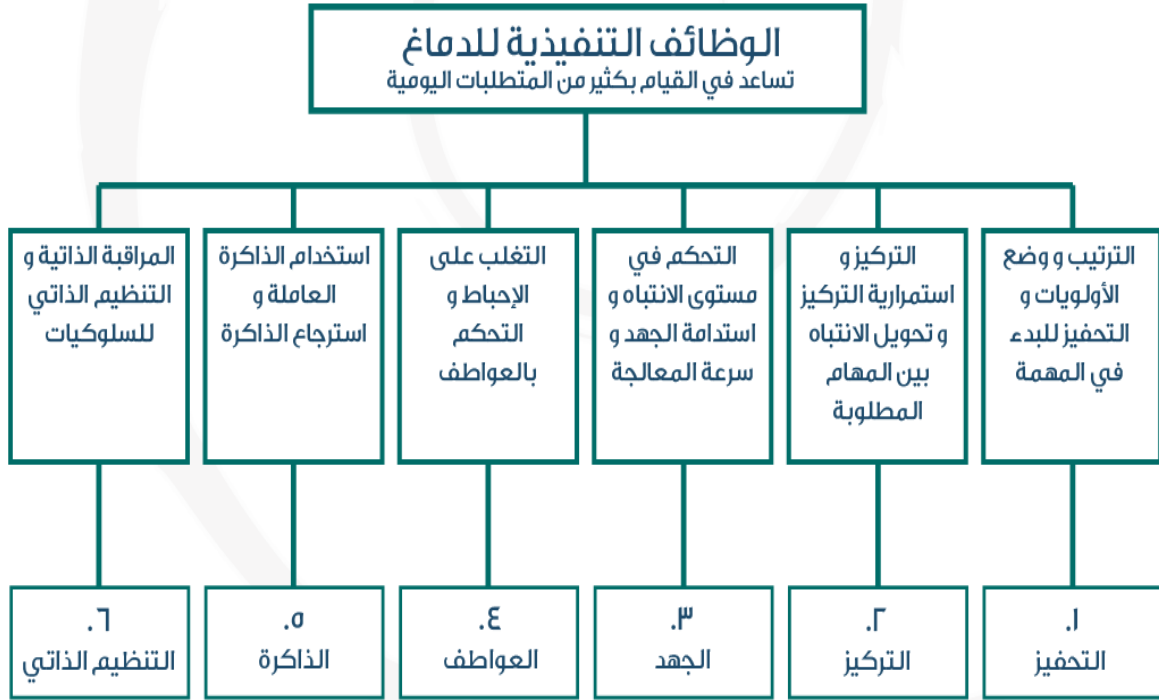 الوظائف التنفيذية للدماغ
تساعد في القيام بكثير من المتطلبات اليومية
الترتيب و وضع
الأولويات و
التحفيز للبدء
في المهمة
التركيز و
استمرارية التركيز
و تحويل الانتباه
بين المهام
المطلوبة
التحكم في
مستوى الانتباه و
استدامة الجهد و
سرعة المعالجة
التغلب على
الإحباط و
التحكم
بالعواطف
استخدام الذاكرة
العاملة و
استرجاع الذاكرة
المراقبة الذاتية و
التنظيم الذاتي
للسلوكيات
١.
التحفيز
٢.
التركيز
٣.
الجهد
٤.
العواطف
٥.
الذاكرة
٦.
التنظيم الذاتي